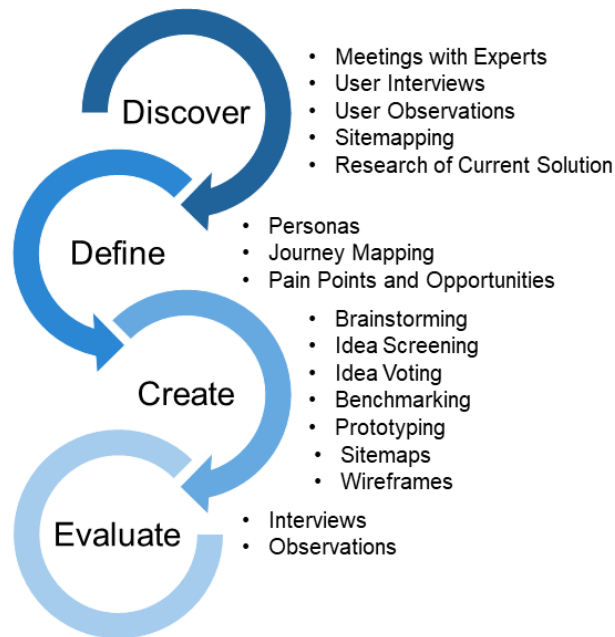 Discover
• Meetings with Experts
• User Interviews
• User Observations
• Sitemapping
• Research of Current Solution
Define
• Personas
• Journey Mapping
• Pain Points and Opportunities
Create
• Brainstorming
• Idea Screening
• Idea Voting
• Benchmarking
• Prototyping
• Sitemaps
• Wireframes
Evaluate
• Interviews
• Observations